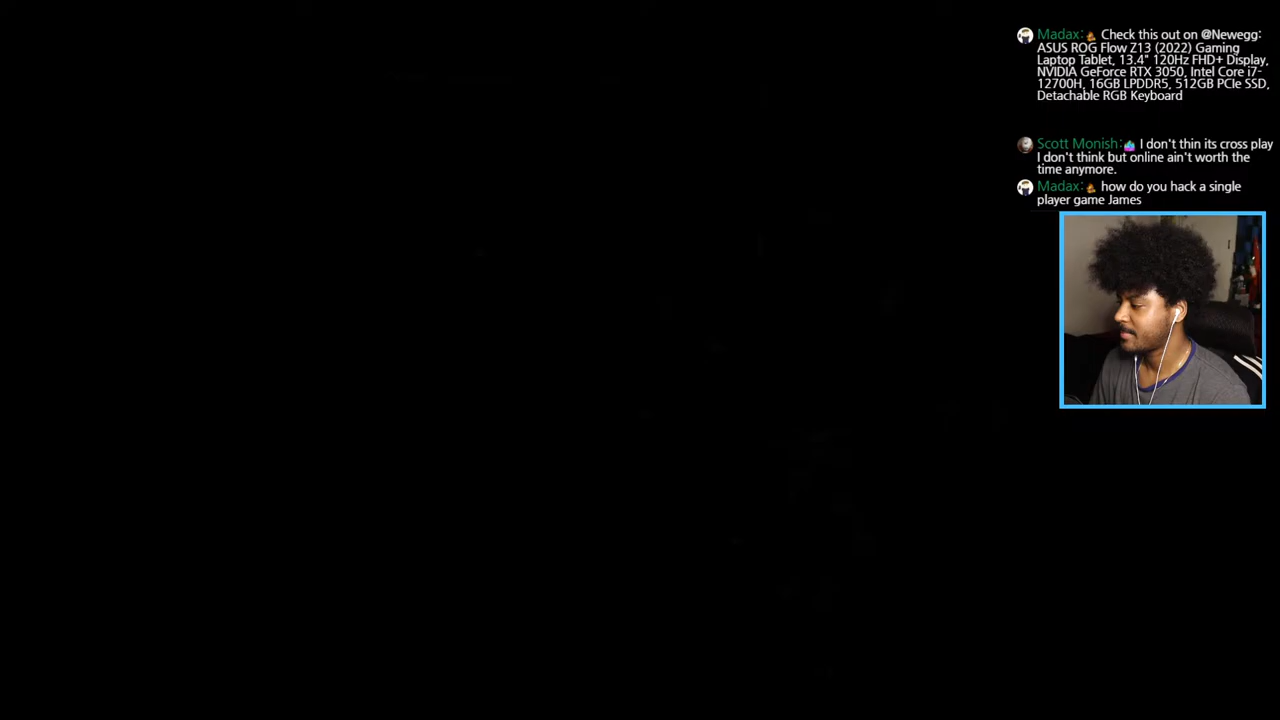 Madax: Check this out on @Newegg:
ASUS ROG Flow Z13 (2022) Gaming
Laptop Tablet, 13.4" 120Hz FHD+ Display,
NVIDIA GeForce RTX 3050, Intel Core i7-
12700H, 16GB LPDDR5, 512GB PCIe SSD,
Detachable RGB Keyboard
Scott Monish: I don't thin its cross play
I don't think but online ain't worth the
time anymore.
Madax: how do you hack a single
player game James